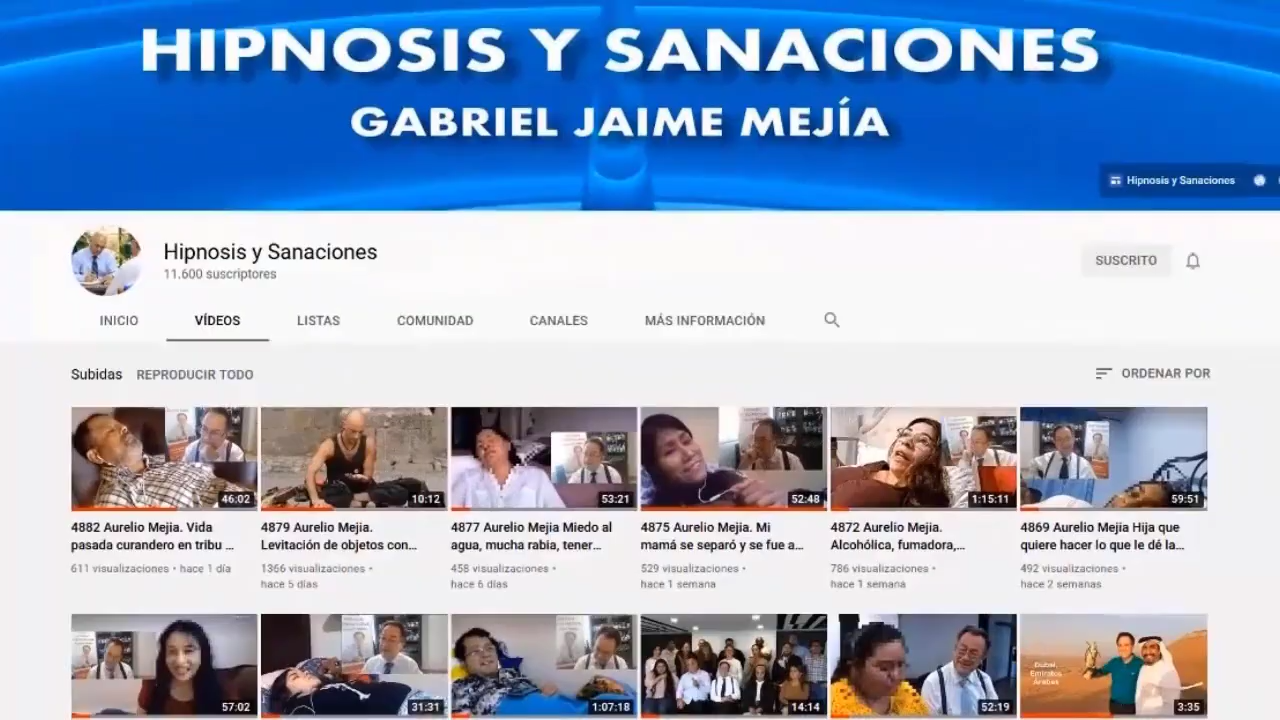 HIPNOSIS Y SANACIONES
GABRIEL JAIME MEJÍA
Hipnosis y Sanaciones
Hipnosis y Sanaciones
11.600 suscriptores
SUSCRITO
INICIO
VÍDEOS
LISTAS
COMUNIDAD
CANALES
MÁS INFORMACIÓN
Subidas
REPRODUCIR TODO
ORDENAR POR
46:02
10:12
53:21
52:48
1:15:11
59:51
4882 Aurelio Mejia. Vida
pasada curandero en tribu ...
611 visualizaciones • hace 1 día
4879 Aurelio Mejia.
Levitación de objetos con...
1366 visualizaciones •
hace 5 días
4877 Aurelio Mejia Miedo al
agua, mucha rabia, tener...
458 visualizaciones •
hace 6 días
4875 Aurelio Mejia. Mi
mamá se separó y se fue a...
529 visualizaciones •
hace 1 semana
4872 Aurelio Mejia.
Alcohólica, fumadora,...
786 visualizaciones •
hace 1 semana
4869 Aurelio Mejia Hija que
quiere hacer lo que le dé la...
492 visualizaciones •
hace 2 semanas
57:02
31:31
1:07:18
14:14
52:19
Dubai,
Emiratos
Árabes
3:35